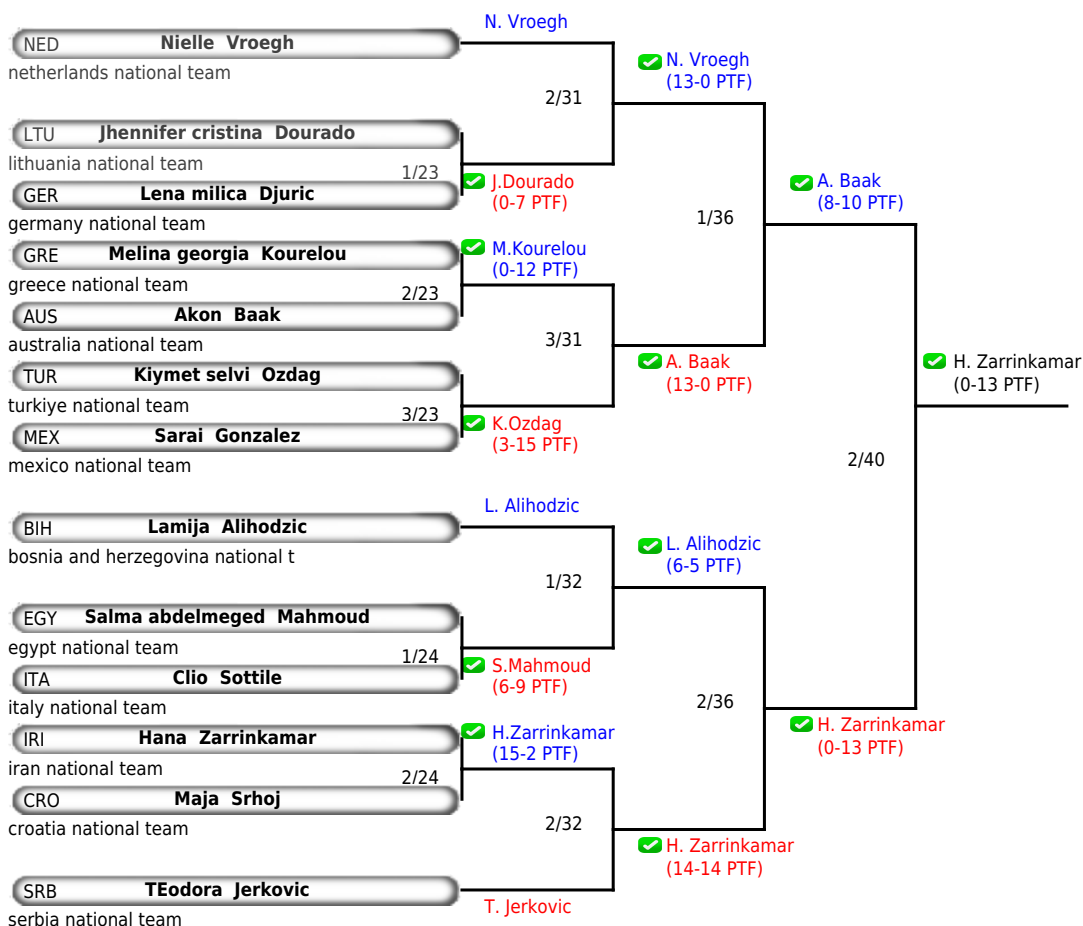 N. Vroegh
NED Nielle Vroegh
netherlands national team
N. Vroegh
(13-0 PTF)
2/31
LTU Jhennifer cristina Dourado
lithuania national team
1/23
J.Dourado
(0-7 PTF)
GER Lena milica Djuric
germany national team
A. Baak
(8-10 PTF)
1/36
GRE Melina georgia Kourelou
M.Kourelou
(0-12 PTF)
greece national team
2/23
AUS Akon Baak
australia national team
3/31
A. Baak
(13-0 PTF)
TUR Kiymet selvi Ozdag
turkiye national team
3/23
K.Ozdag
(3-15 PTF)
MEX Sarai Gonzalez
mexico national team
H. Zarrinkamar
(0-13 PTF)
2/40
L. Alihodzic
BIH Lamija Alihodzic
bosnia and herzegovina national t
L. Alihodzic
(6-5 PTF)
1/32
EGY Salma abdelmeged Mahmoud
egypt national team
1/24
S.Mahmoud
(6-9 PTF)
ITA Clio Sottile
italy national team
2/36
H. Zarrinkamar
(0-13 PTF)
IRI Hana Zarrinkamar
H.Zarrinkamar
(15-2 PTF)
iran national team
2/24
CRO Maja Srhoj
croatia national team
2/32
H. Zarrinkamar
(14-14 PTF)
SRB TEodora Jerkovic
T. Jerkovic
serbia national team